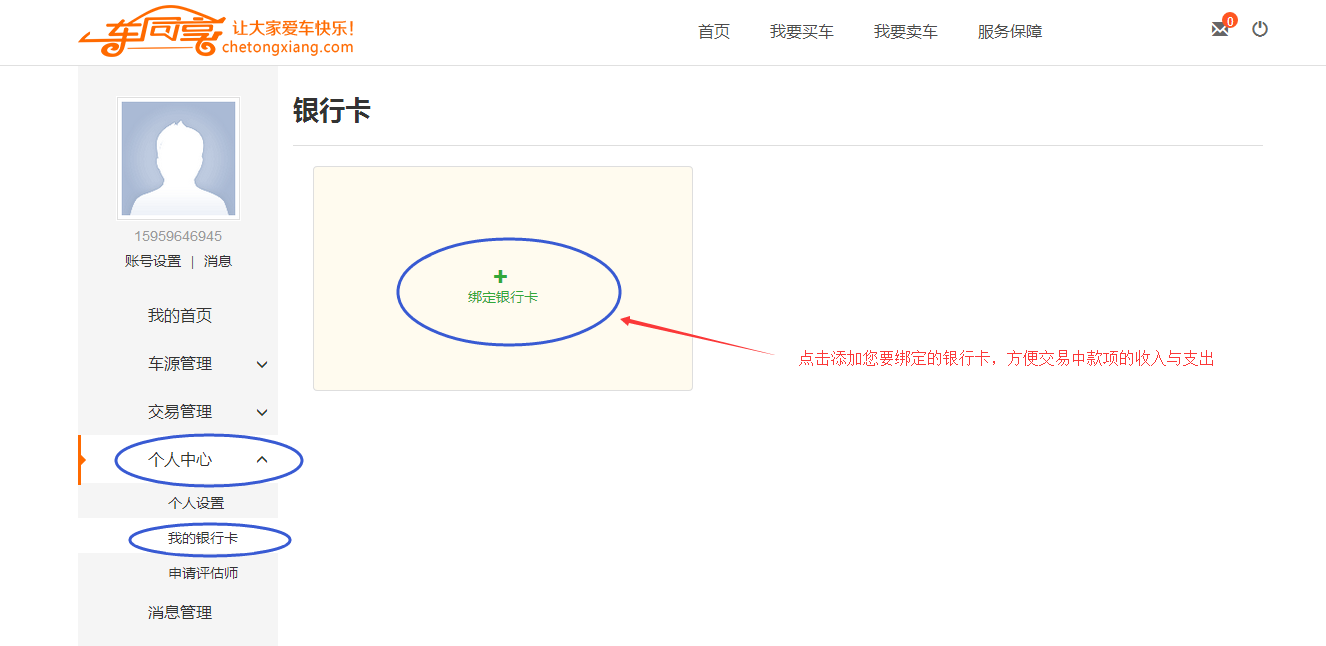 车同享
让大家爱车快乐！
chetongxiang.com
首页 我要买车 我要卖车 服务保障
0
15959646945
账号设置 | 消息
我的首页
车源管理
交易管理
个人中心
个人设置
我的银行卡
申请评估师
消息管理
银行卡
+
绑定银行卡
点击添加您要绑定的银行卡，方便交易中款项的收入与支出